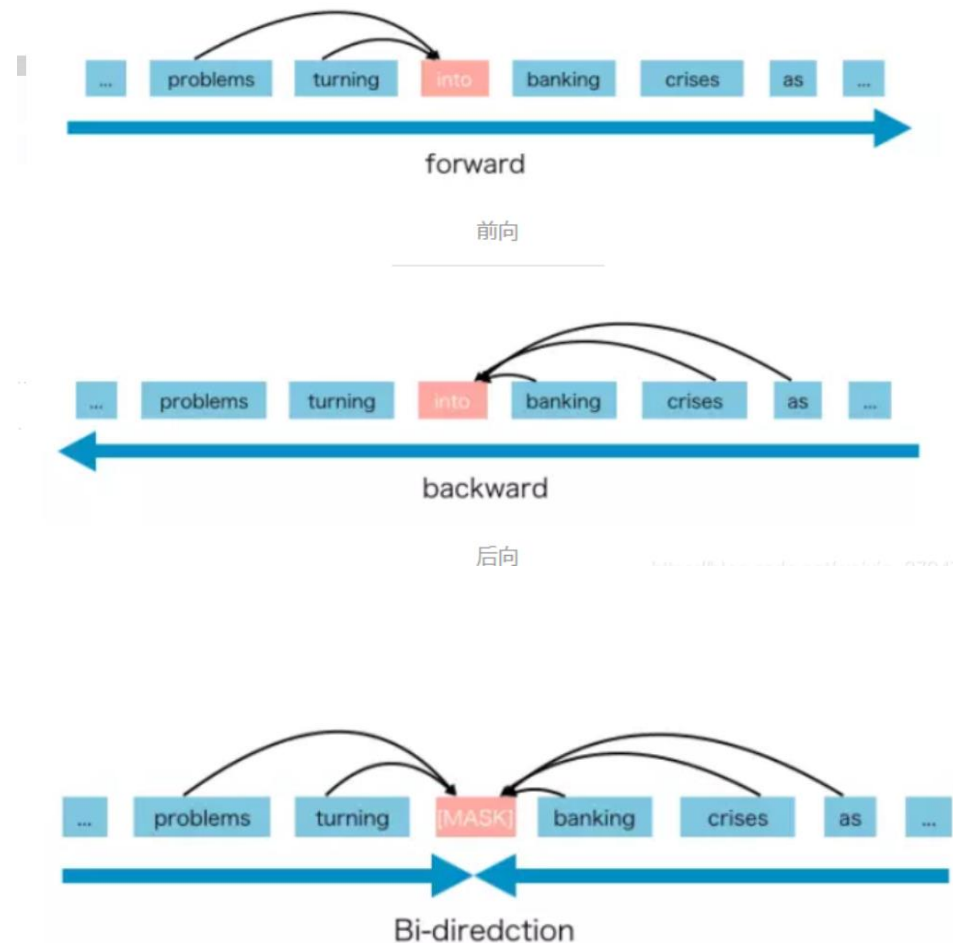 ... problems turning into banking crises as ...
forward
前向
... problems turning into banking crises as ...
backward
后向
... problems turning [MASK] banking crises as ...
Bi-diredction